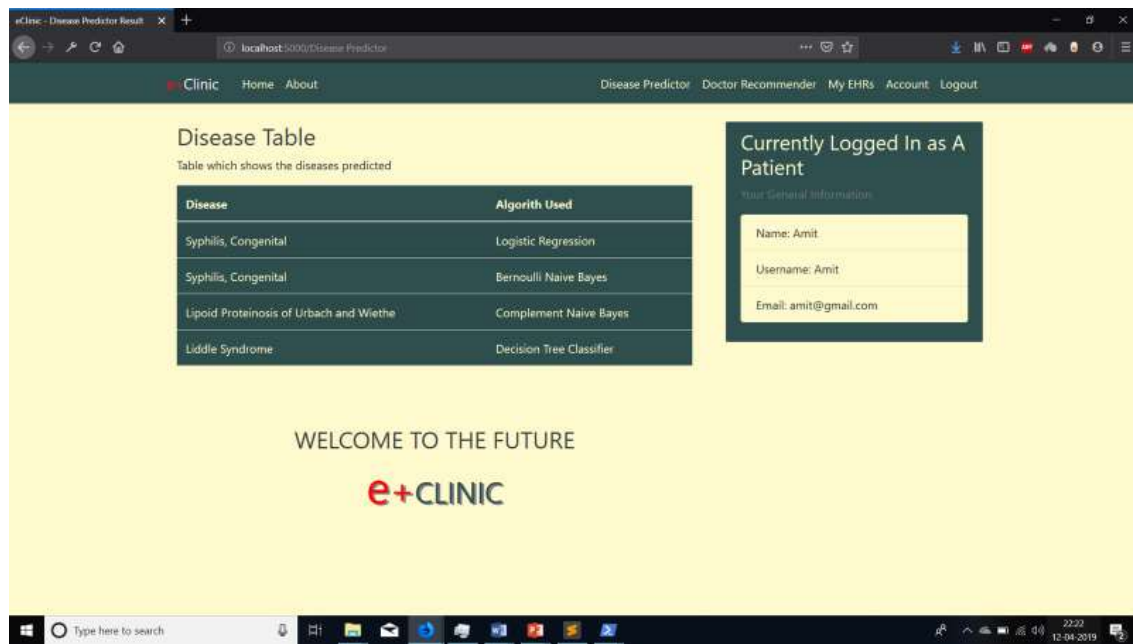 eClinic - Disease Predictor Result
localhost:5000/Disease Predictor
e+Clinic Home About Disease Predictor Doctor Recommender My EHRs Account Logout
Disease Table
Table which shows the diseases predicted
Disease Algorith Used
Syphilis, Congenital Logistic Regression
Syphilis, Congenital Bernoulli Naive Bayes
Lipoid Proteinosis of Urbach and Wiethe Complement Naive Bayes
Liddle Syndrome Decision Tree Classifier
Currently Logged In as A
Patient
Your General Information
Name: Amit
Username: Amit
Email: amit@gmail.com
WELCOME TO THE FUTURE
e+CLINIC
Type here to search
22:22
12-04-2019